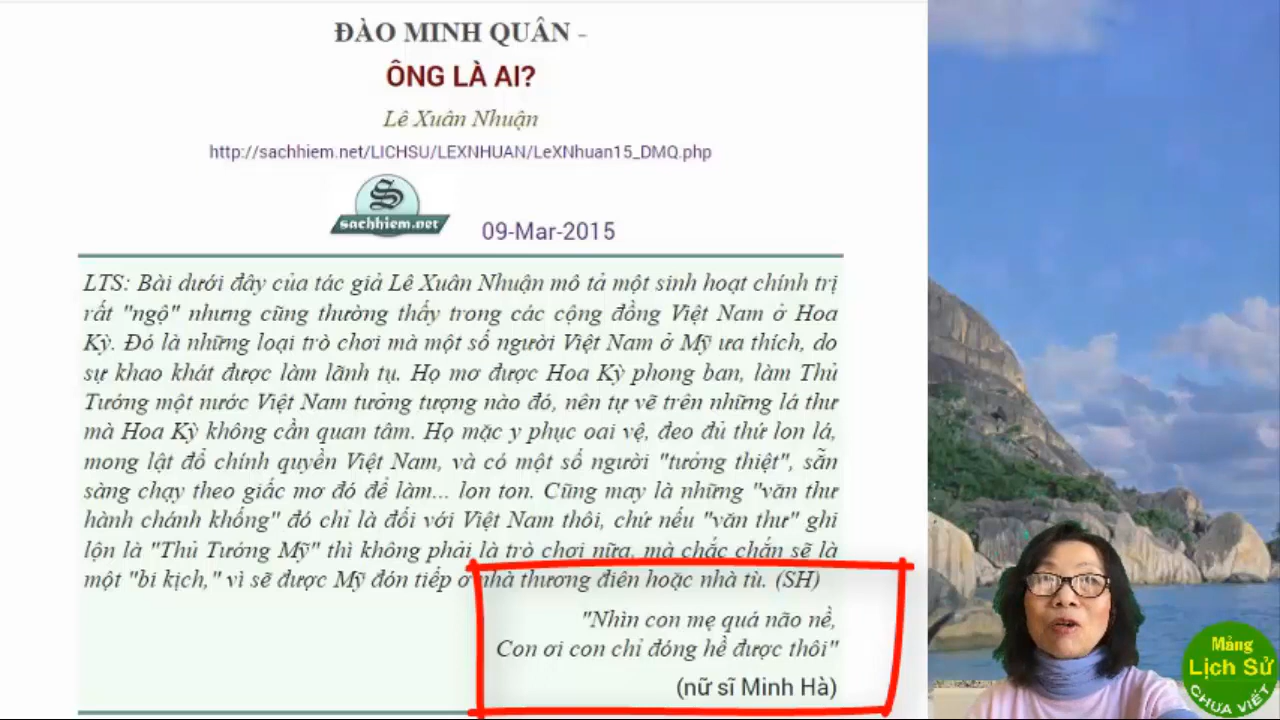 ĐÀO MINH QUÂN -
ÔNG LÀ AI?
Lê Xuân Nhuận
http://sachhiem.net/LICHSU/LEXNHUAN/LeXNhuan15_DMQ.php
S
sachhiem.net
09-Mar-2015
LTS: Bài dưới đây của tác giả Lê Xuân Nhuận mô tả một sinh hoạt chính trị
rất "ngộ" nhưng cũng thường thấy trong các cộng đồng Việt Nam ở Hoa
Kỳ. Đó là những loại trò chơi mà một số người Việt Nam ở Mỹ ưa thích, do
sự khao khát được làm lãnh tụ. Họ mơ được Hoa Kỳ phong ban, làm Thủ
Tướng một nước Việt Nam tưởng tượng nào đó, nên tự vẽ trên những lá thư
mà Hoa Kỳ không cần quan tâm. Họ mặc y phục oai vệ, đeo đủ thứ lon lá,
mong lật đổ chính quyền Việt Nam, và có một số người "tưởng thiệt", sẵn
sàng chạy theo giấc mơ đó để làm... lon ton. Cũng may là những "văn thư
hành chánh khống" đó chỉ là đối với Việt Nam thôi, chứ nếu "văn thư" ghi
lộn là "Thủ Tướng Mỹ" thì không phải là trò chơi nữa, mà chắc chắn sẽ là
một "bi kịch," vì sẽ được Mỹ đón tiếp ở nhà thương điên hoặc nhà tù. (SH)
"Nhìn con mẹ quá não nề,
Con ơi con chỉ đóng hề được thôi"
(nữ sĩ Minh Hà)
Mảng
Lịch Sử
CHƯA VIẾT